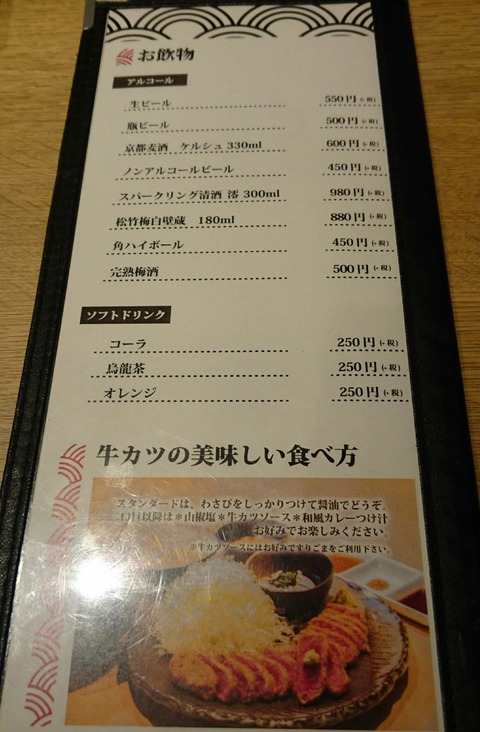 お飲物
アルコール
生ビール 550円(+税)
瓶ビール 500円(+税)
京都麦酒 ケルシュ 330ml 600円(+税)
ノンアルコールビール 450円(+税)
スパークリング清酒 澪 300ml 980円(+税)
松竹梅白壁蔵 180ml 880円(+税)
角ハイボール 450円(+税)
完熟梅酒 500円(+税)
ソフトドリンク
コーラ 250円(+税)
烏龍茶 250円(+税)
オレンジ 250円(+税)
牛カツの美味しい食べ方
スタンダードは、わさびをしっかりつけて醤油でどうぞ。
二口目以降は*山椒塩*牛カツソース*和風カレーつけ汁
お好みでお楽しみください。
※牛カツソースにはお好みですりごまをご利用下さい。